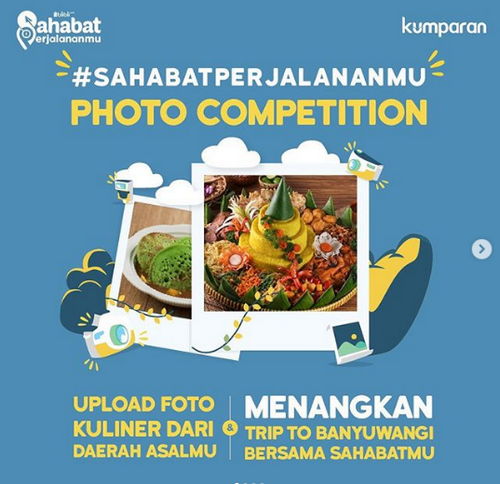 Sahabat
Perjalananmu
kumparan
#SAHABATPERJALANANMU
PHOTO COMPETITION
UPLOAD FOTO
KULINER DARI
DAERAH ASALMU
&
MENANGKAN
TRIP TO BANYUWANGI
BERSAMA SAHABATMU